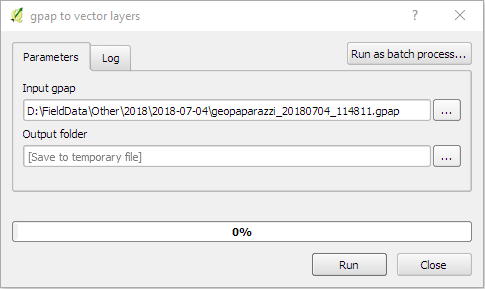 gpap to vector layers
?
Parameters
Log
Run as batch process...
Input gpap
D:\FieldData\Other\2018\2018-07-04\geopaparazzi_20180704_114811.gpap
...
Output folder
[Save to temporary file]
...
0%
Run
Close